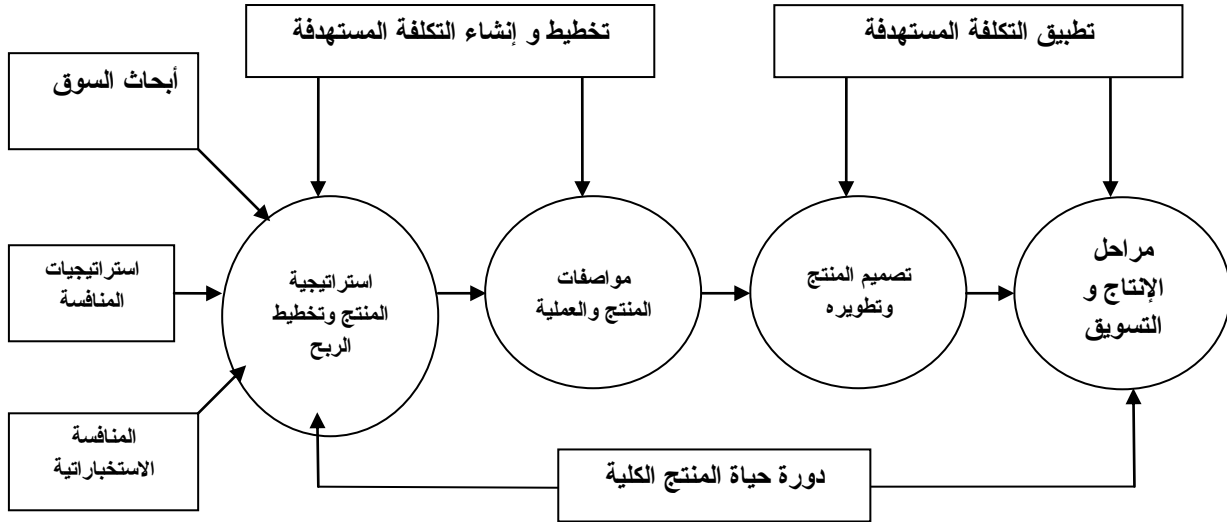 تخطيط و إنشاء التكلفة المستهدفة
تطبيق التكلفة المستهدفة
أبحاث السوق
استراتيجيات
المنافسة
المنافسة
الاستخباراتية
استراتيجية
المنتج وتخطيط
الربح
مواصفات
المنتج والعملية
تصميم المنتج
وتطويره
مراحل
الإنتاج و
التسويق
دورة حياة المنتج الكلية